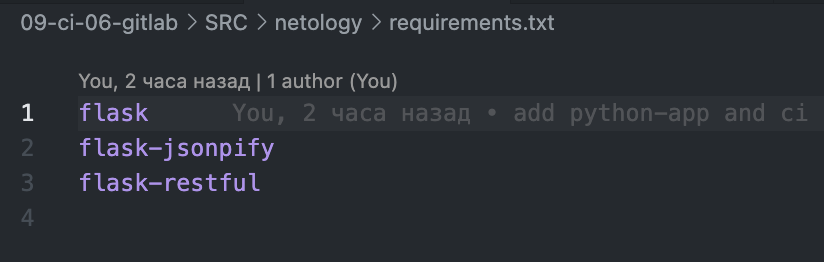 09-ci-06-gitlab > SRC > netology > requirements.txt
You, 2 часа назад | 1 author (You)
1 flask You, 2 часа назад • add python-app and ci
2 flask-jsonpify
3 flask-restful
4